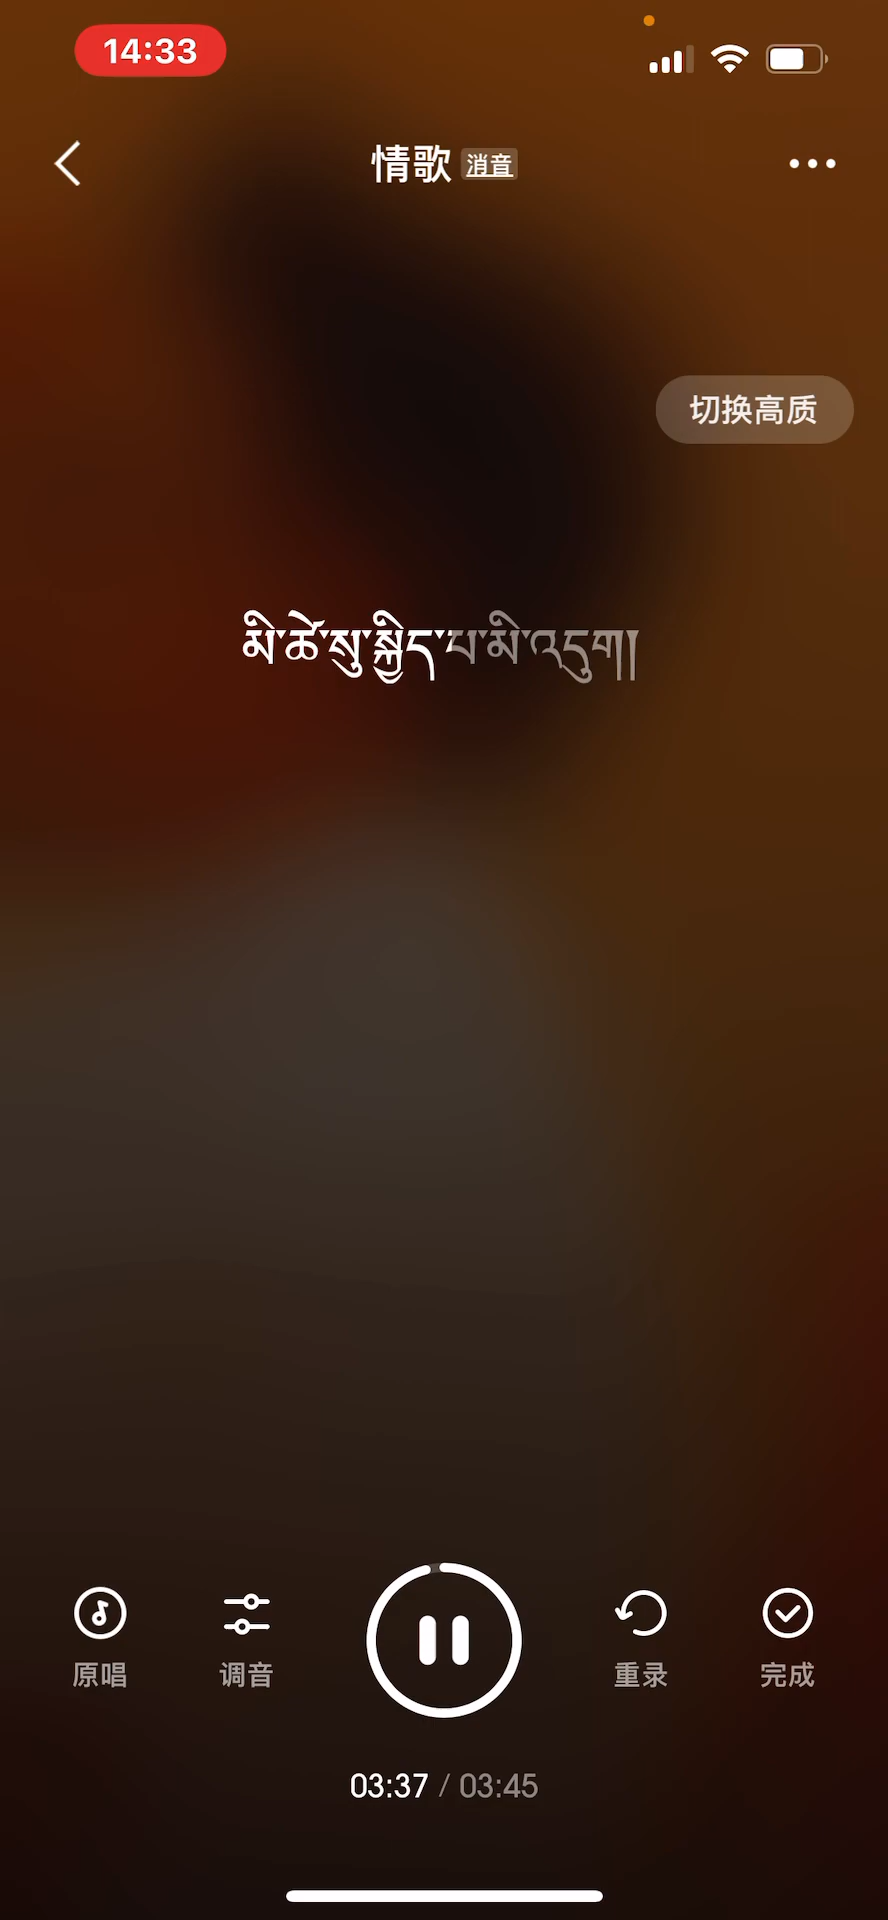 14:33
情歌 消音
切换高质
མི་ཚེ་སུ་སྐྱིད་པ་མི་འདུག།
原唱 调音 重录 完成
03:37 / 03:45